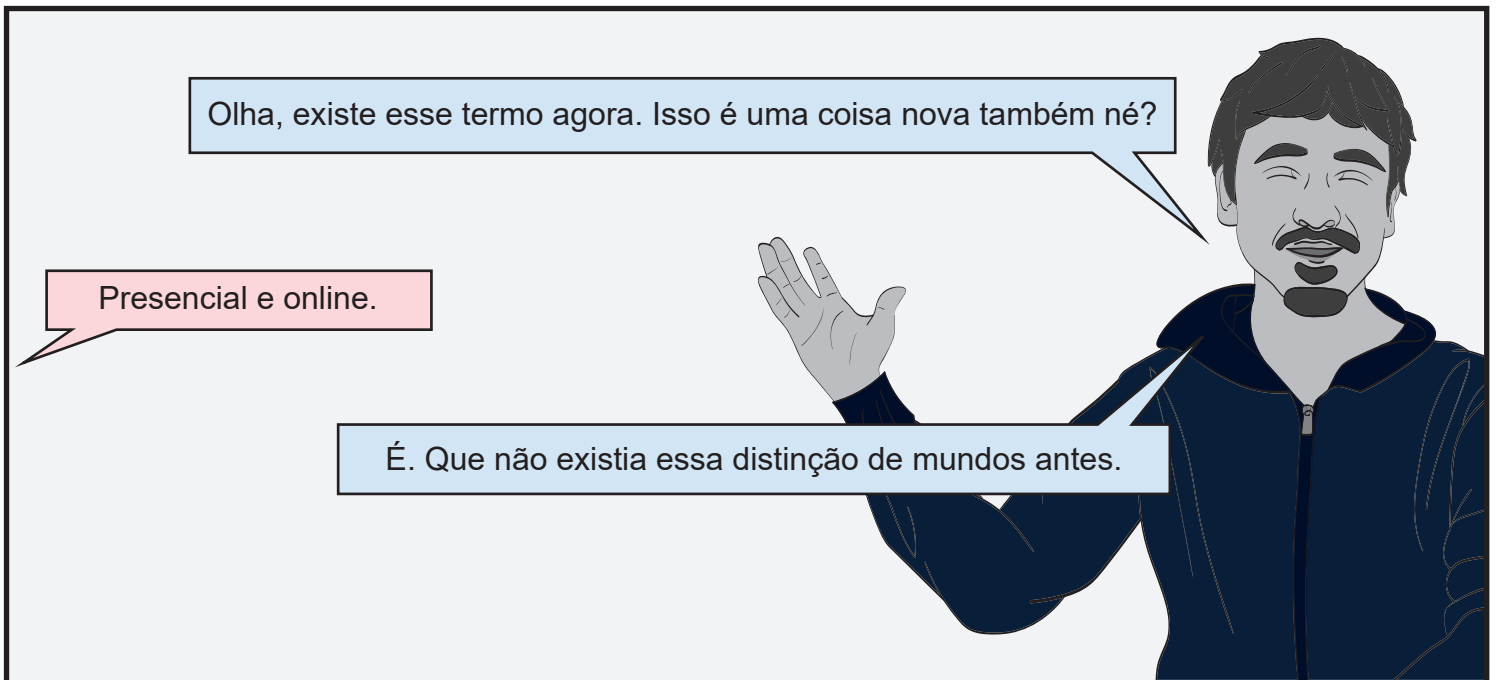 Olha, existe esse termo agora. Isso é uma coisa nova também né?
Presencial e online.
É. Que não existia essa distinção de mundos antes.